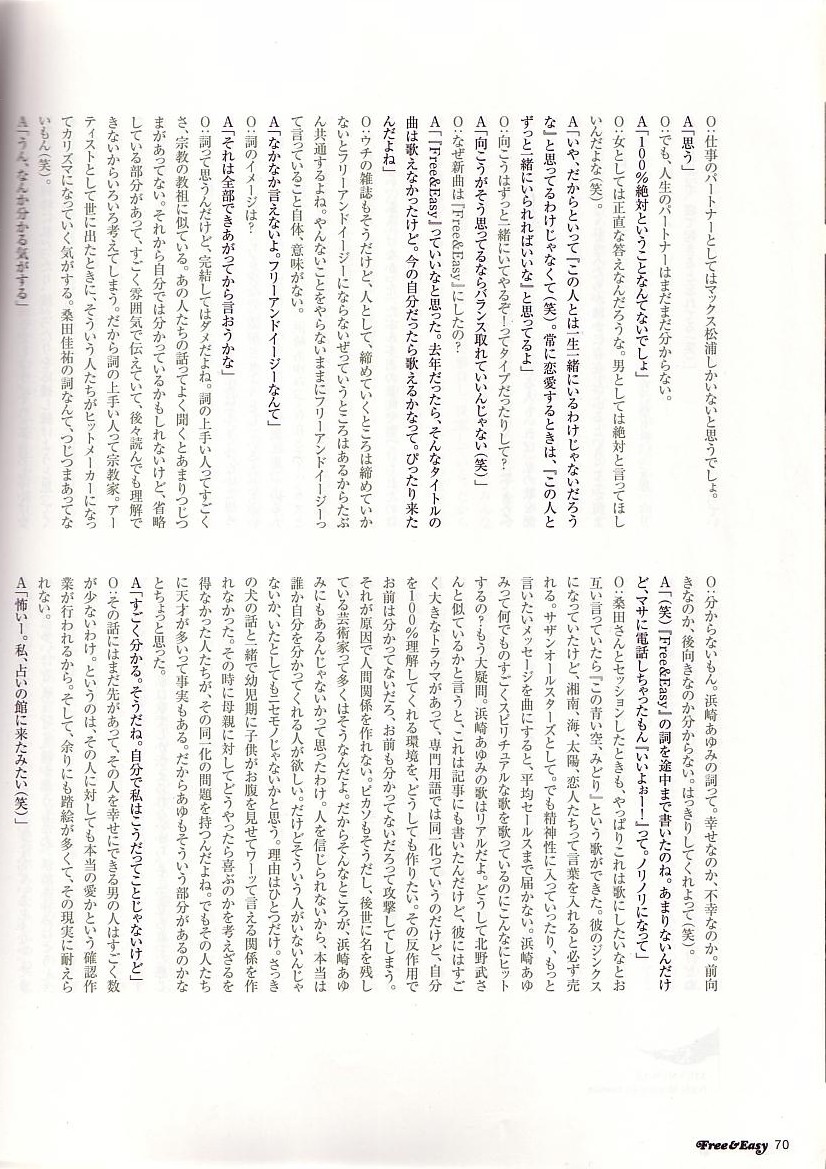 O:仕事のパートナーとしてはマックス松浦しかいないと思うでしょ。
A「思う」
O:でも、人生のパートナーはまだまだ分からない。
A「100%絶対ということなんてないでしょ」
O:女としては正直な答えなんだろうな。男としては絶対と言ってほし
いんだよな(笑)。
A「いや、だからといって『この人とは一生一緒にいるわけじゃないだろう
な』と思ってるわけじゃなくて(笑)。常に恋愛するときは、『この人と
ずっと一緒にいられればいいな』と思ってるよ」
O:向こうはずっと一緒にいてやるぞ!ってタイプだったりして?
A「向こうがそう思ってるならバランス取れていいんじゃない(笑)」
O:なぜ新曲は『Free&Easy』にしたの?
A「『Free&Easy』っていいなと思った。去年だったら、そんなタイトルの
曲は歌えなかったけど。今の自分だったら歌えるかなって。ぴったり来た
んだよね」
O:ウチの雑誌もそうだけど、人として、締めていくところは締めていか
ないとフリーアンドイージーにならないぜっていうところはあるからたぶ
ん共通するよね。やんないことをやらないままにフリーアンドイージーっ
て言っていること自体、意味がない。
A「なかなか言えないよ。フリーアンドイージーなんて」
O:詞のイメージは?
A「それは全部できあがってから言おうかな」
O:詞って思うんだけど、完結してはダメだよね。詞の上手い人ってすごく
さ、宗教の教祖に似ている。あの人たちの話ってよく聞くとあまりつじつ
まがあってない。それから自分では分かっているかもしれないけど、省略
している部分があって、すごく雰囲気で伝えていて、後々読んでも理解で
きないからいろいろ考えてしまう。だから詞の上手い人って宗教家。アー
ティストとして世に出たときに、そういう人たちがヒットメーカーになっ
てカリズマになっていく気がする。桑田佳祐の詞なんて、つじつまあってな
いもん(笑)。
A「うん、なんか分かる気がする」
O:分からないもん。浜崎あゆみの詞って。幸せなのか、不幸なのか。前向
きなのか、後向きなのか分からない。はっきりしてくれよって(笑)。
A「(笑)『Free&Easy』の詞を途中まで書いたのね。あまりないんだけ
ど、マサに電話しちゃったもん『いいよぉー!』って。ノリノリになって」
O:桑田さんとセッションしたときも、やっぱりこれは歌にしたいなとお
互い言っていたら『この青い空、みどり』という歌ができた。彼のジンクス
になっていたけど、湘南、海、太陽、恋人たちって言葉を入れると必ず売
れる。サザンオールスターズとして。でも精神性に入っていったり、もっと
言いたいメッセージを曲にすると、平均セールスまで届かない。浜崎あゆ
みって何でものすごくスピリチュアルな歌を歌っているのにこんなにヒット
するの?もう大疑問。浜崎あゆみの歌はリアルだよ。どうして北野武さ
んと似ているかと言うと、これは記事にも書いたんだけど、彼にはすご
く大きなトラウマがあって、専門用語では同一化っていうのだけど、自分
を100%理解してくれる環境を、どうしても作りたい。その反作用で
お前は分かってないだろ、お前も分かってないだろって攻撃してしまう。
それが原因で人間関係を作れない。ピカソもそうだし、後世に名を残し
ている芸術家って多くはそうなんだよ。だからそんなところが、浜崎あゆ
みにもあるんじゃないかって思ったわけ。人を信じられないから、本当は
誰か自分を分かってくれる人が欲しい。だけどそういう人がいないんじゃ
ないか、いたとしてもニセモノじゃないかと思う。理由はひとつだけ。さっき
の犬の話と一緒で幼児期に子供がお腹を見せてワーッて言える関係を作
れなかった。その時に母親に対してどうやったら喜ぶのかを考えざるを
得なかった人たちが、その同一化の問題を持つんだよね。でもその人たち
に天才が多いって事実もある。だからあゆもそういう部分があるのかな
とちょっと思った。
A「すごく分かる。そうだね。自分で私はこうだってことじゃないけど」
O:その話にはまだ先があって、その人を幸せにできる男の人はすごく数
が少ないわけ。というのは、その人に対しても本当の愛かという確認作
業が行われるから。そして、余りにも踏絵が多くて、その現実に耐えら
れない。
A「怖いー。私、占いの館に来たみたい(笑)」
Free&Easy 70